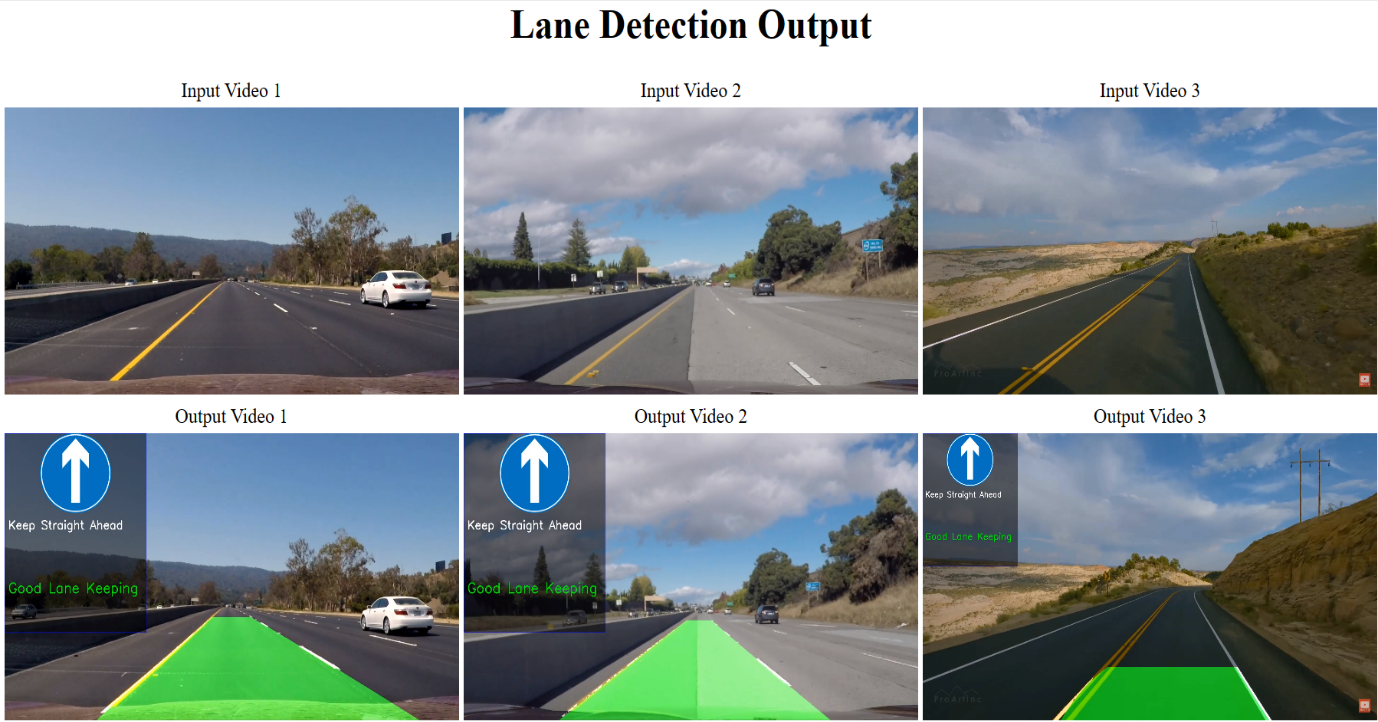 Lane Detection Output
Input Video 1
Input Video 2
Input Video 3
Output Video 1
Output Video 2
Output Video 3
Keep Straight Ahead
Good Lane Keeping
Keep Straight Ahead
Good Lane Keeping
Keep Straight Ahead
Good Lane Keeping